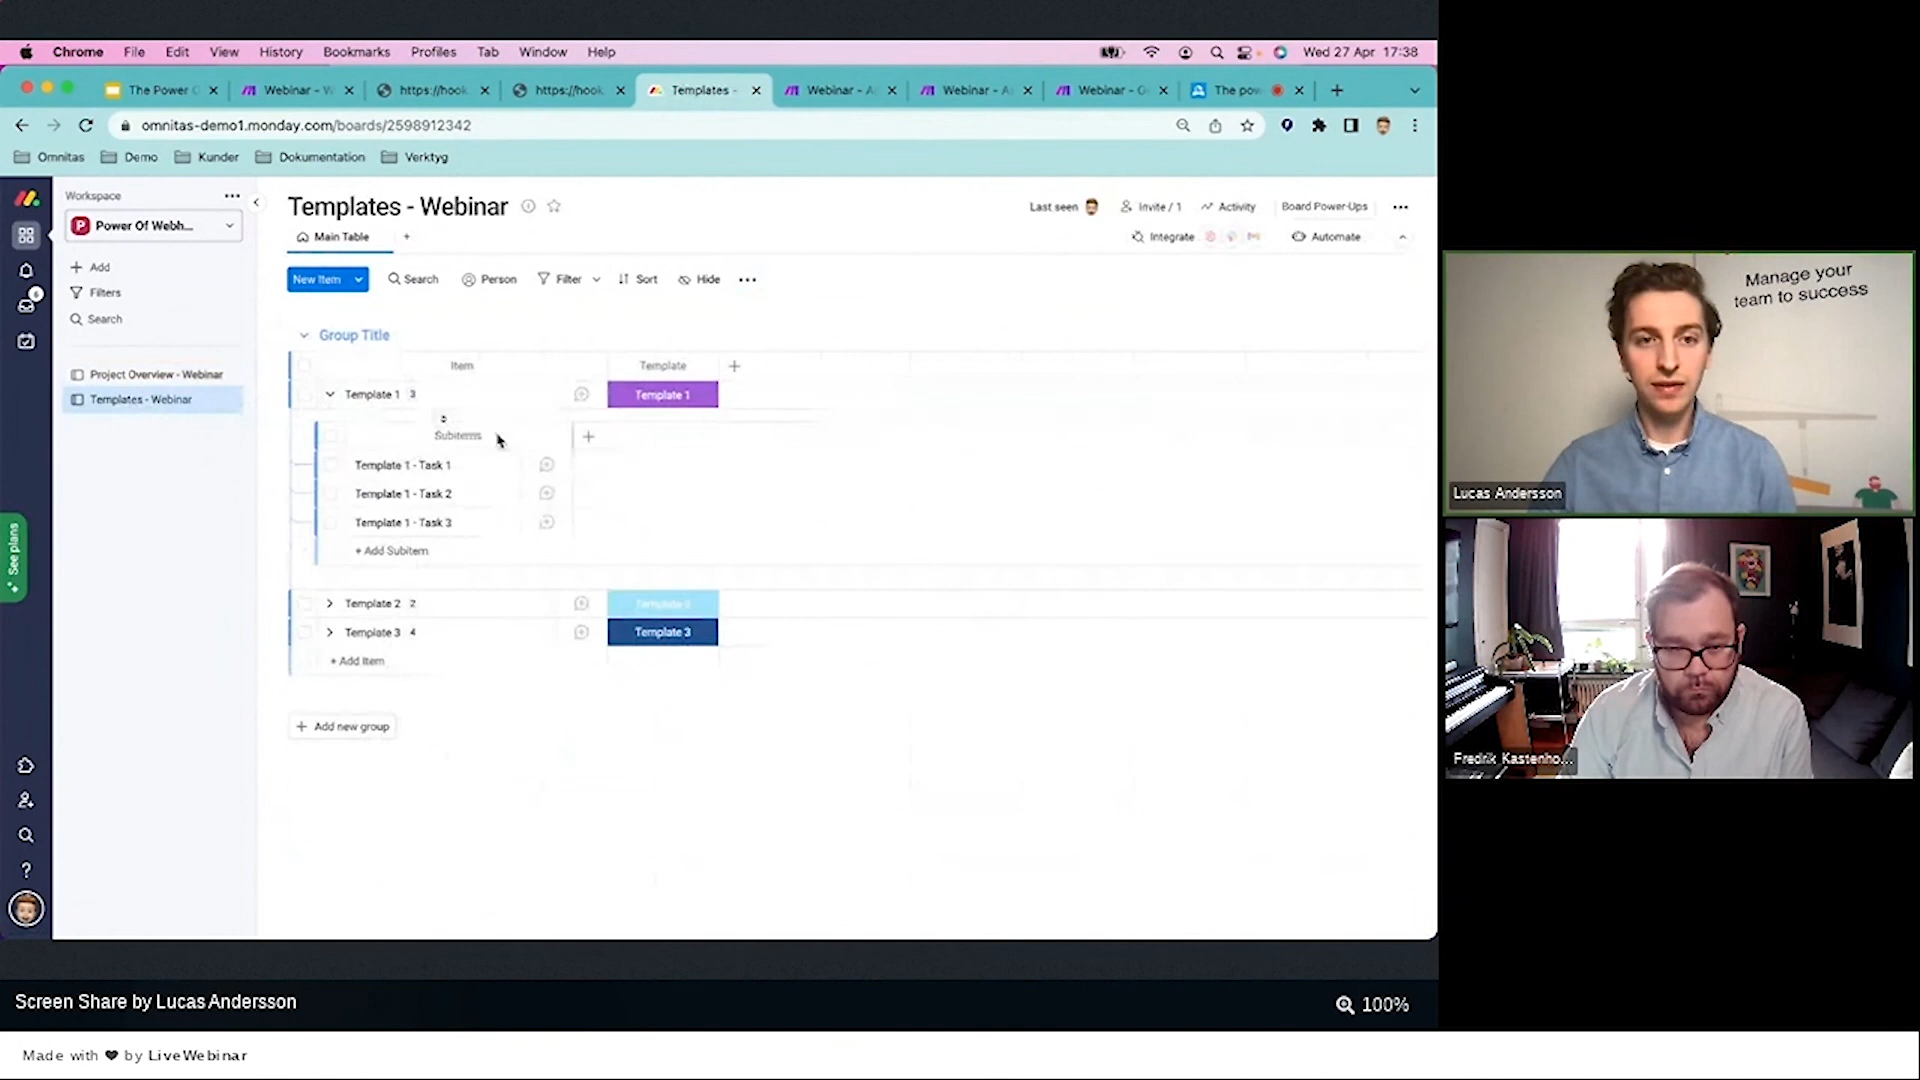 Chrome File Edit View History Bookmarks Profiles Tab Window Help Wed 27 Apr 17:38
The Power Webinar - https://hook. https://hook. Templates - Webinar - Webinar - Webinar - The pow
omnitas-demo1.monday.com/boards/2598912342
Omnitas Demo Kunder Dokumentation Verktyg
Workspace
Power Of Webh...
Add
Filters
Search
Project Overview - Webinar
Templates - Webinar
See plans
6
Templates - Webinar
Last seen Invite / 1 Activity Board Power-Ups
Main Table + Integrate Automate
New Item Search Person Filter Sort Hide
Group Title
Item Template +
Template 1 3 Template 1
Subitems +
Template 1 - Task 1
Template 1 - Task 2
Template 1 - Task 3
+ Add Subitem
Template 2 2
Template 3 4 Template 3
+ Add Item
+ Add new group
Manage your
team to success
Lucas Andersson
Fredrik Kastenho...
Screen Share by Lucas Andersson
100%
Made with ❤ by LiveWebinar